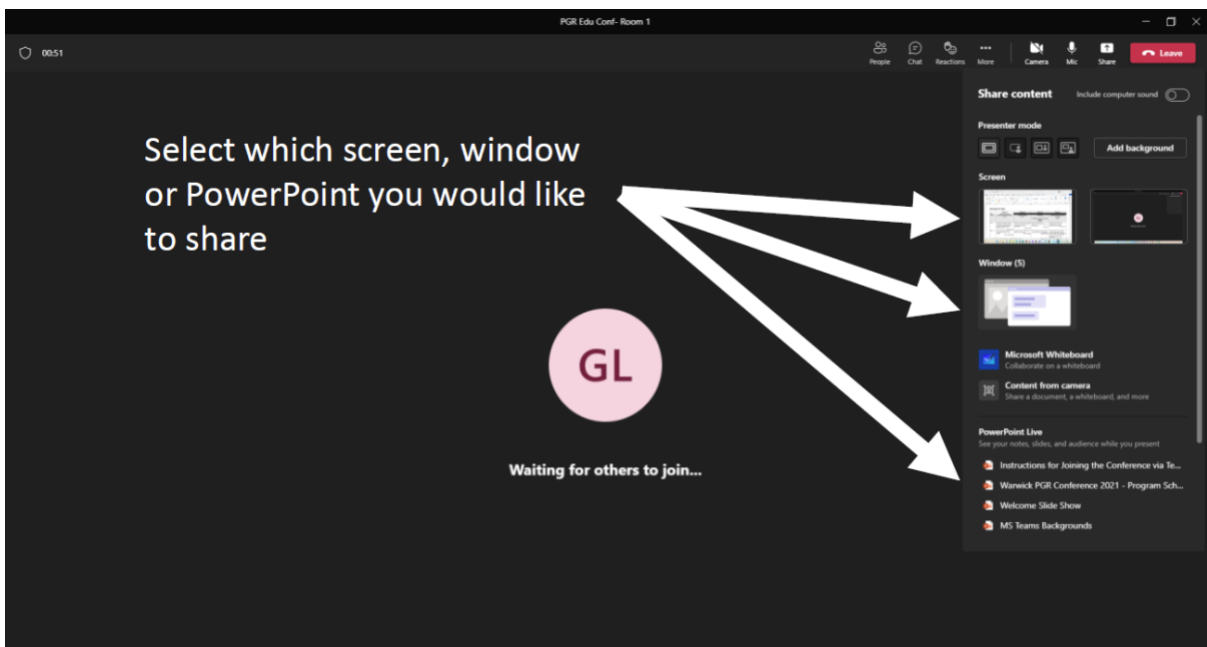 PGR Edu Conf- Room 1
00:51
People Chat Reactions More Camera Mic Share Leave
Share content Include computer sound
Presenter mode
Add background
Select which screen, window
or PowerPoint you would like
to share
Screen
Window (5)
GL
Microsoft Whiteboard
Collaborate on a whiteboard
Content from camera
Share a document, a whiteboard, and more
PowerPoint Live
See your notes, slides, and audience while you present
Waiting for others to join...
Instructions for Joining the Conference via Te...
Warwick PGR Conference 2021 - Program Sch...
Welcome Slide Show
MS Teams Backgrounds